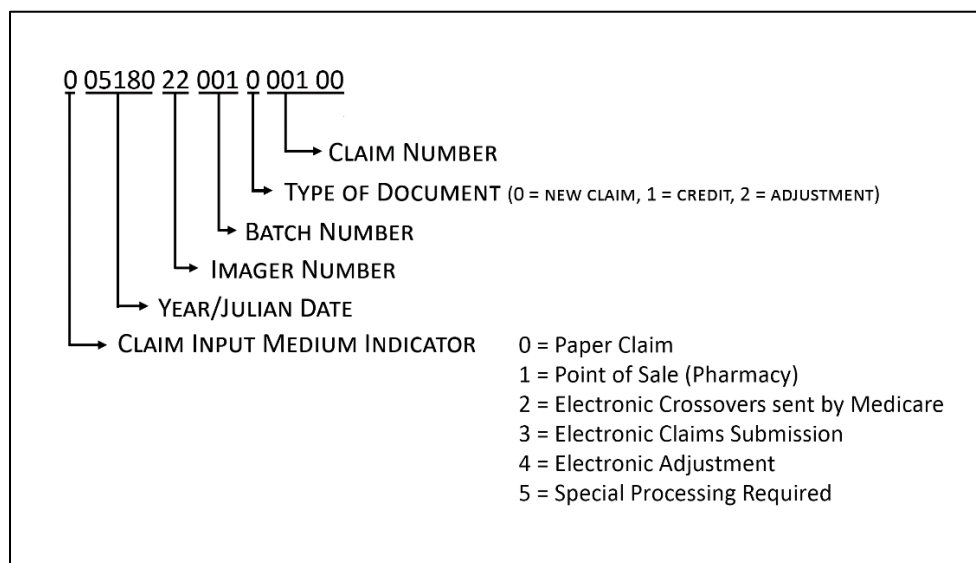 0 05180 22 001 0 001 00
CLAIM NUMBER
TYPE OF DOCUMENT (0 = NEW CLAIM, 1 = CREDIT, 2 = ADJUSTMENT)
BATCH NUMBER
IMAGER NUMBER
YEAR/JULIAN DATE
CLAIM INPUT MEDIUM INDICATOR
0 = Paper Claim
1 = Point of Sale (Pharmacy)
2 = Electronic Crossovers sent by Medicare
3 = Electronic Claims Submission
4 = Electronic Adjustment
5 = Special Processing Required